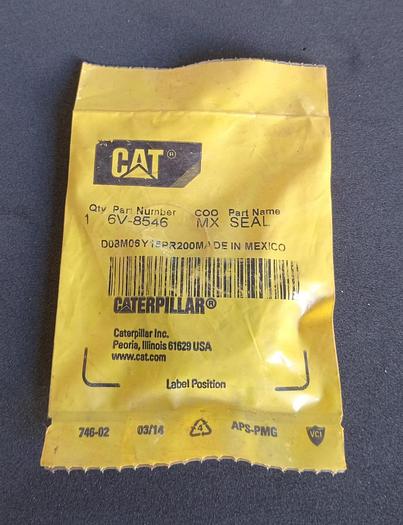 CAT®
Qty Part Number COO Part Name
1 6V-8546 MX SEAL
D03M06Y15PR200MADE IN MEXICO
CATERPILLAR®
Caterpillar Inc.
Peoria, Illinois 61629 USA
www.cat.com
Label Position
746-02 03/14 4 APS-PMG VCI